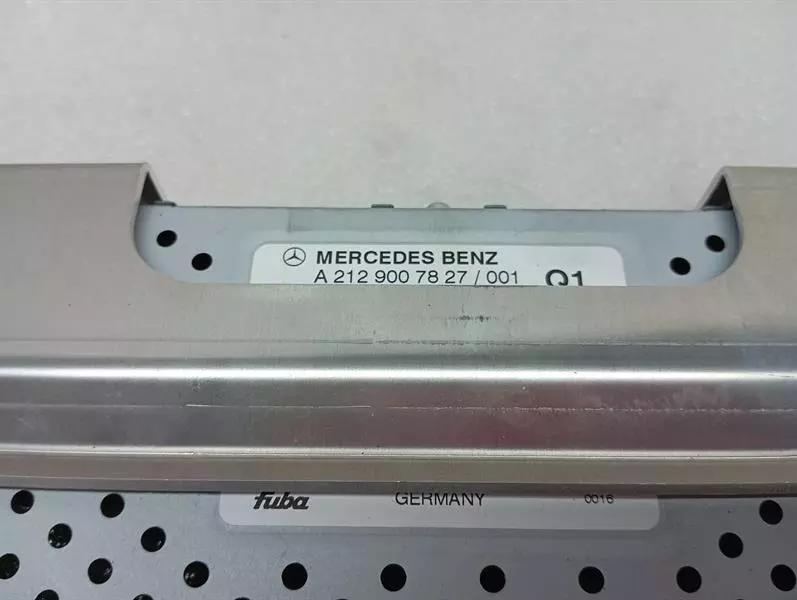 MERCEDES BENZ
A 212 900 78 27 / 001 Q1
fuba GERMANY 0016